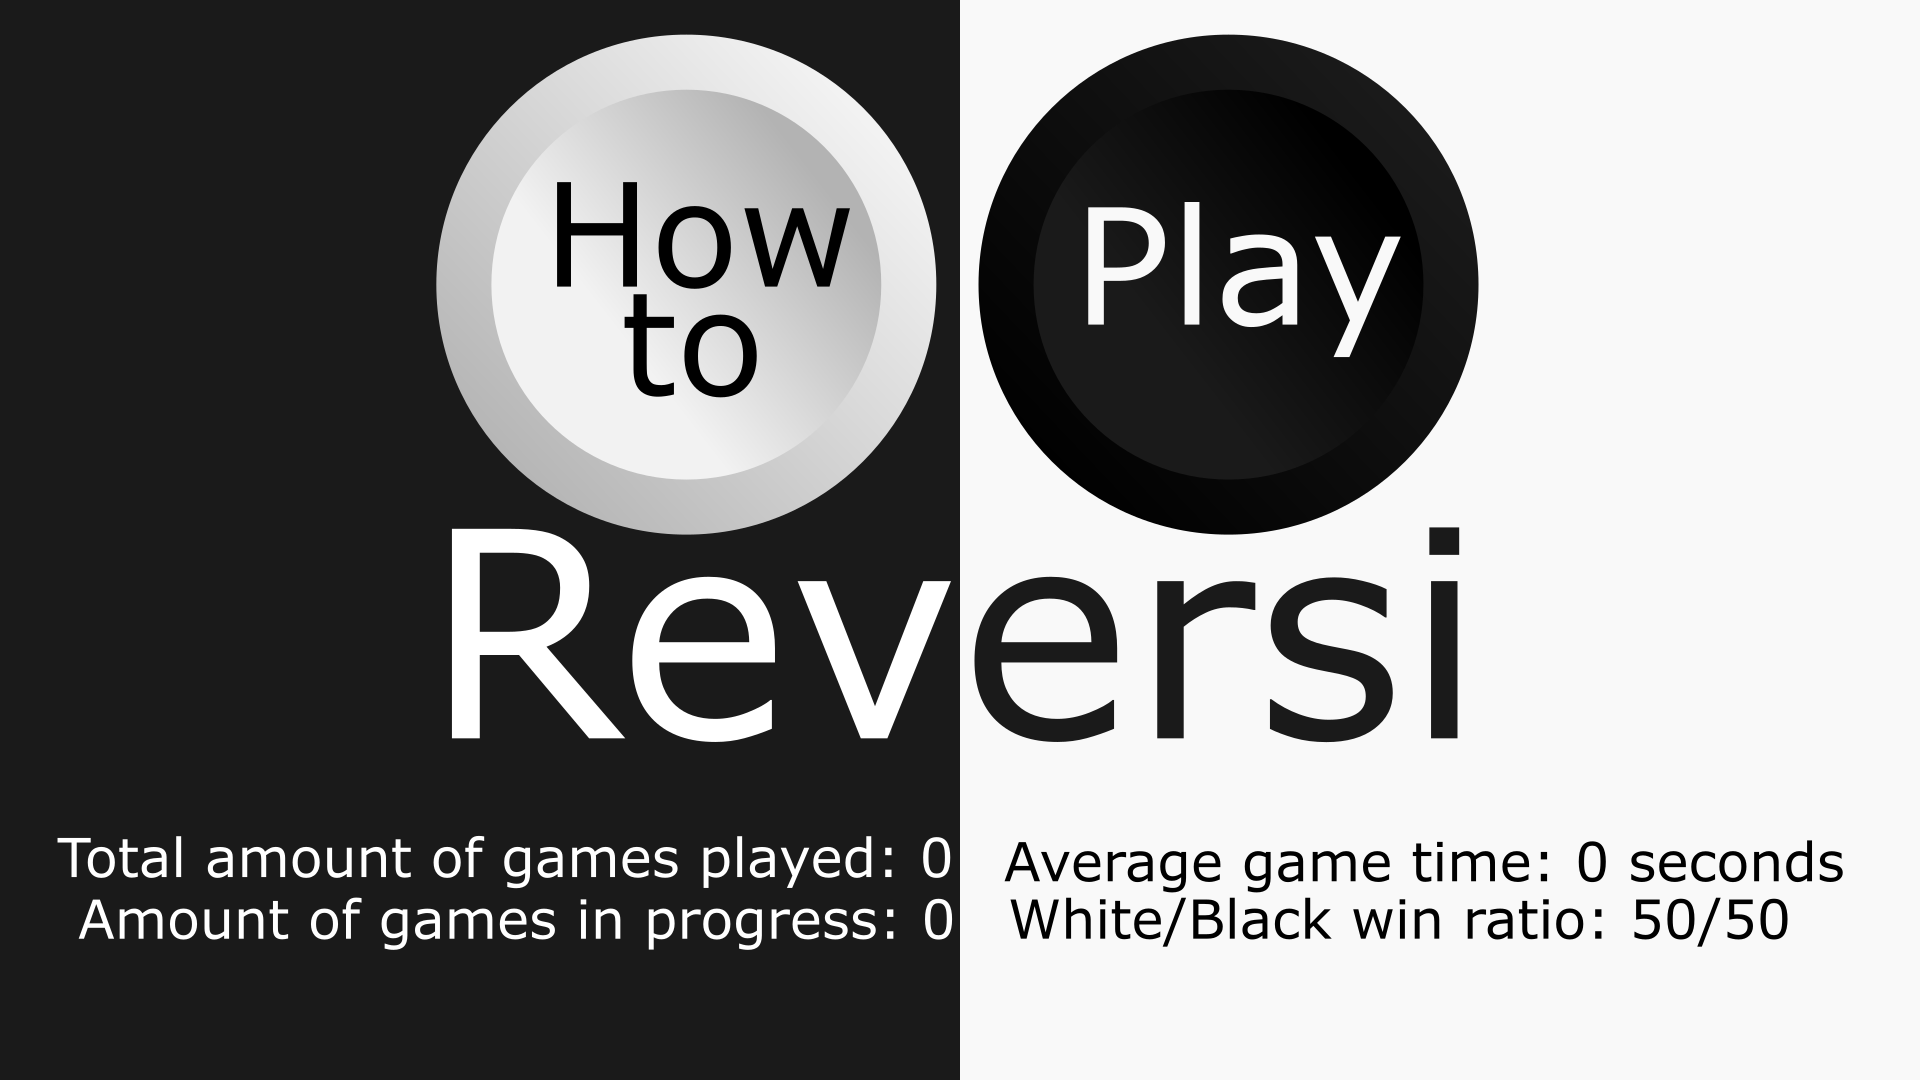 How
to
Play
Reversi
Total amount of games played: 0
Amount of games in progress: 0
Average game time: 0 seconds
White/Black win ratio: 50/50